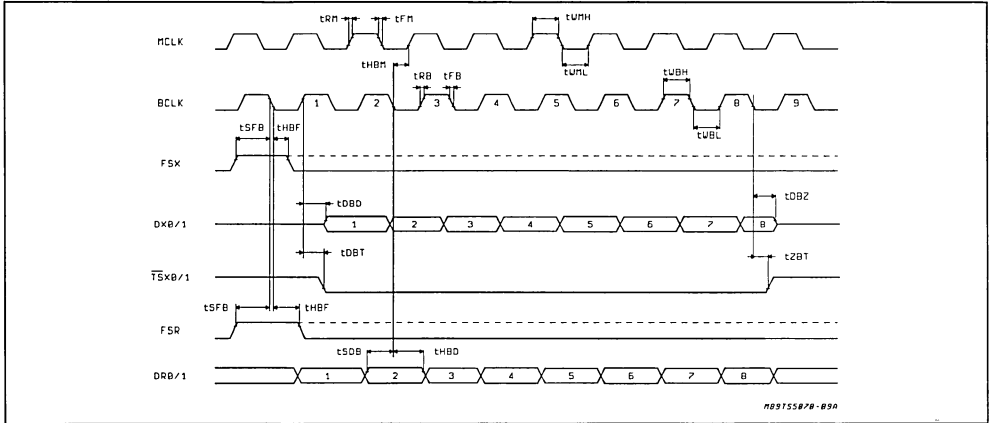 tRM tFM tWMH
MCLK
tHBM tWML
tRB tFB tWBH
BCLK 1 2 3 4 5 6 7 8 9
tSFB tHBF tWBL
FSX
tDBD tDBZ
DX0/1 1 2 3 4 5 6 7 8
tDBT tZBT
TSX0/1
tSFB tHBF
FSR
tSDB tHBD
DR0/1 1 2 3 4 5 6 7 8
M89TS5070-09A